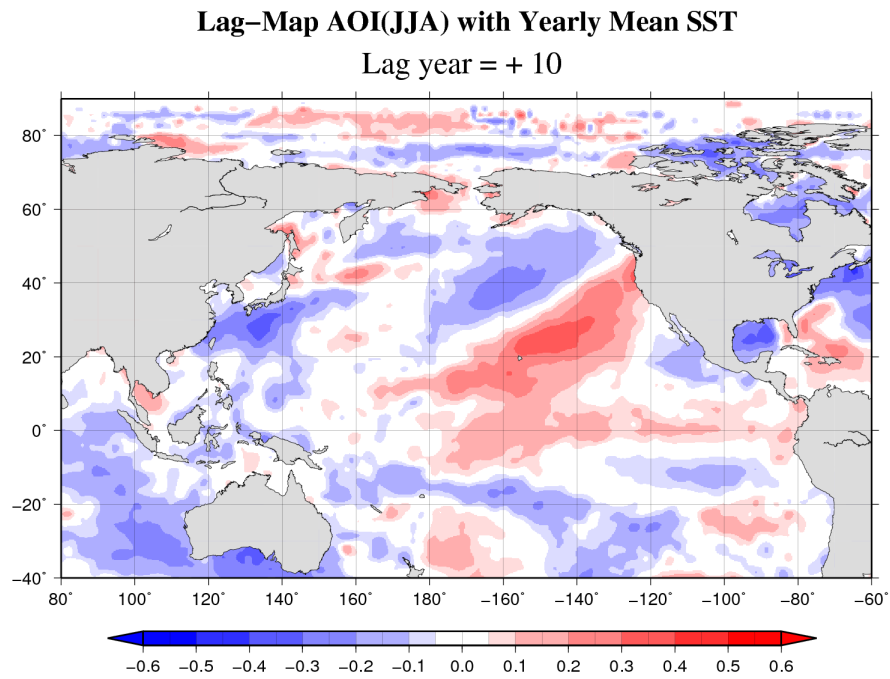 Lag−Map AOI(JJA) with Yearly Mean SST
Lag year = + 10
80˚
60˚
40˚
20˚
0˚
−20˚
−40˚
80 100 120 140 160 180 −160˚ −140˚ −120˚ −100˚ −80˚ −60˚
−0.6 −0.5 −0.4 −0.3 −0.2 −0.1 0.0 0.1 0.2 0.3 0.4 0.5 0.6